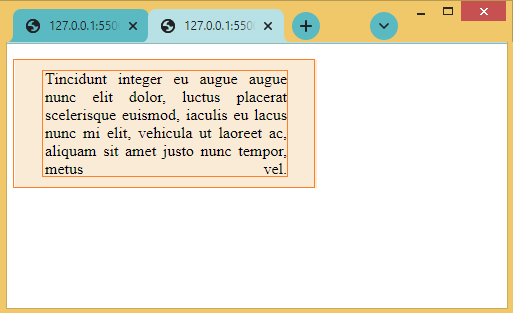 127.0.0.1:550
127.0.0.1:550
Tincidunt integer eu augue augue
nunc elit dolor, luctus placerat
scelerisque euismod, iaculis eu lacus
nunc mi elit, vehicula ut laoreet ac,
aliquam sit amet justo nunc tempor,
metus vel.